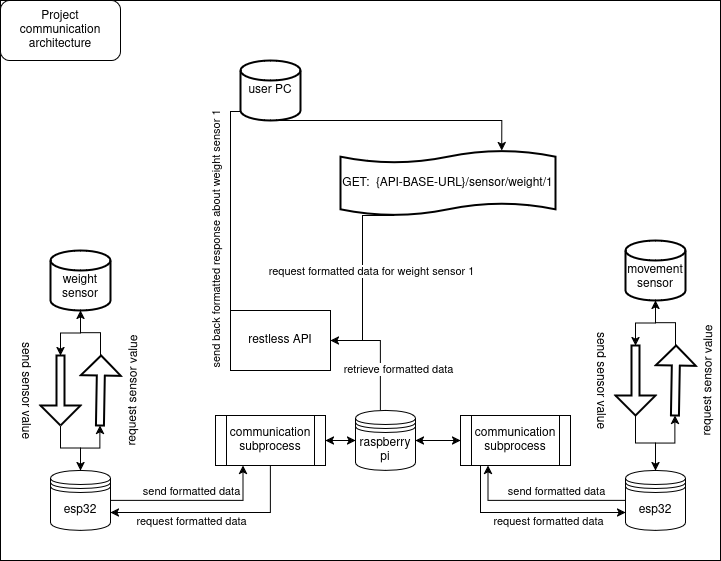 Project
communication
architecture
user PC
send back formatted response about weight sensor 1
GET:  {API-BASE-URL}/sensor/weight/1
request formatted data for weight sensor 1
weight
sensor
movement
sensor
restless API
send sensor value
request sensor value
send sensor value
request sensor value
retrieve formatted data
communication
subprocess
raspberry
pi
communication
subprocess
esp32
send formatted data
request formatted data
send formatted data
request formatted data
esp32